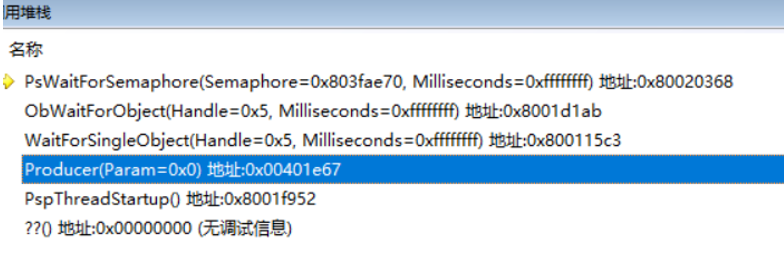 用堆栈
名称
PsWaitForSemaphore(Semaphore=0x803fae70, Milliseconds=0xffffffff) 地址:0x80020368
ObWaitForObject(Handle=0x5, Milliseconds=0xffffffff) 地址:0x8001d1ab
WaitForSingleObject(Handle=0x5, Milliseconds=0xffffffff) 地址:0x800115c3
Producer(Param=0x0) 地址:0x00401e67
PspThreadStartup() 地址:0x8001f952
??() 地址:0x00000000 (无调试信息)